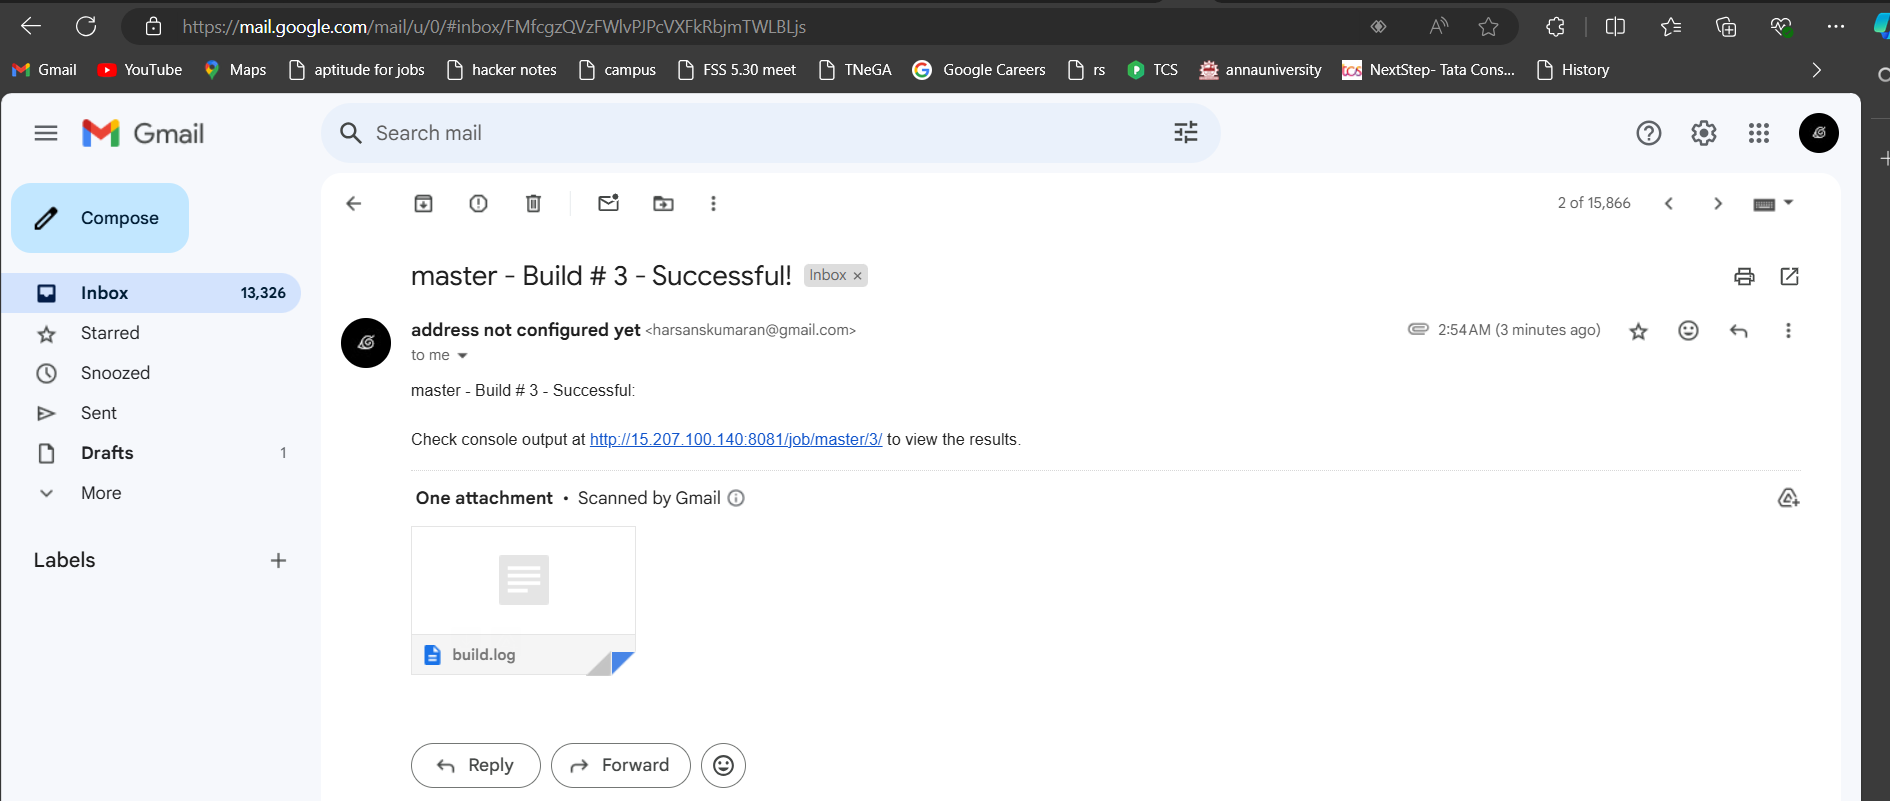 https://mail.google.com/mail/u/0/#inbox/FMfcgzQVzFWlvPJPcVXFkRbjmTWLBLjs
Gmail YouTube Maps aptitude for jobs hacker notes campus FSS 5.30 meet TNeGA Google Careers rs TCS annauniversity NextStep- Tata Cons... History
Gmail
Search mail
Compose
Inbox 13,326
Starred
Snoozed
Sent
Drafts 1
More
Labels
2 of 15,866
master - Build # 3 - Successful! Inbox ×
address not configured yet <harsanskumaran@gmail.com> 2:54 AM (3 minutes ago)
to me
master - Build # 3 - Successful:
Check console output at http://15.207.100.140:8081/job/master/3/ to view the results.
One attachment • Scanned by Gmail
build.log
Reply Forward